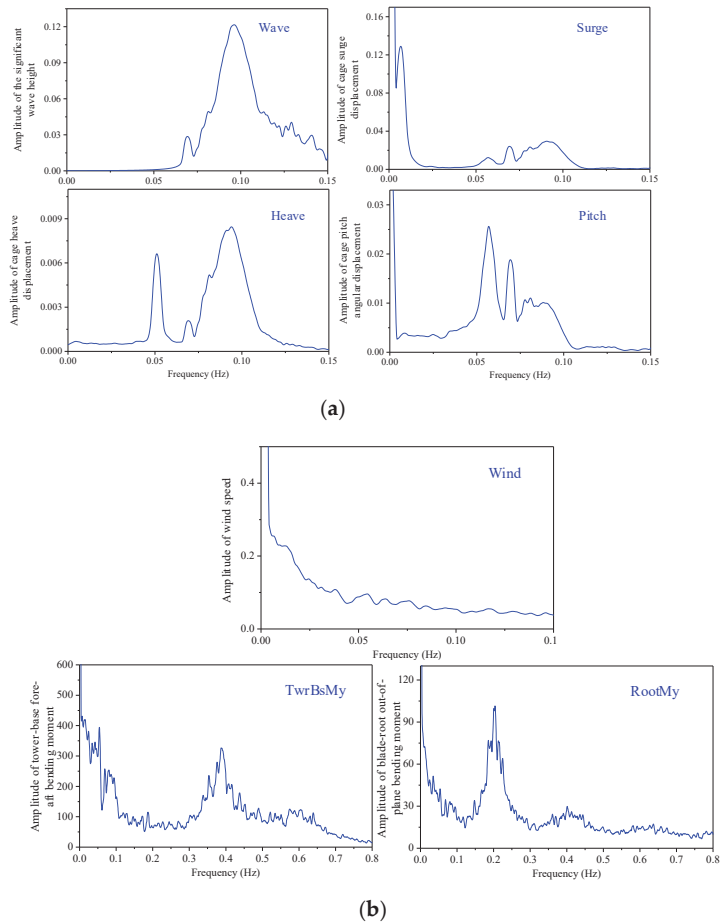 Amplitude of the significant
wave height
0.12
0.09
0.06
0.03
0.00
Wave
0.00 0.05 0.10 0.15
Amplitude of cage surge
displacement
0.16
0.12
0.08
0.04
0.00
Surge
0.00 0.05 0.10 0.15
Amplitude of cage heave
displacement
0.009
0.006
0.003
0.000
Heave
0.00 0.05 0.10 0.15
Frequency (Hz)
Amplitude of cage pitch
angular displacement
0.03
0.02
0.01
0.00
Pitch
0.00 0.05 0.10 0.15
Frequency (Hz)
(a)
Amplitude of wind speed
0.4
0.2
0.0
Wind
0.00 0.05 0.10 0.1
Frequency (Hz)
Amplitude of tower-base fore-
aft bending moment
600
500
400
300
200
100
0
TwrBsMy
0.0 0.1 0.2 0.3 0.4 0.5 0.6 0.7 0.8
Frequency (Hz)
Amplitude of blade-root out-of-
plane bending moment
120
90
60
30
0
RootMy
0.0 0.1 0.2 0.3 0.4 0.5 0.6 0.7 0.8
Frequency (Hz)
(b)